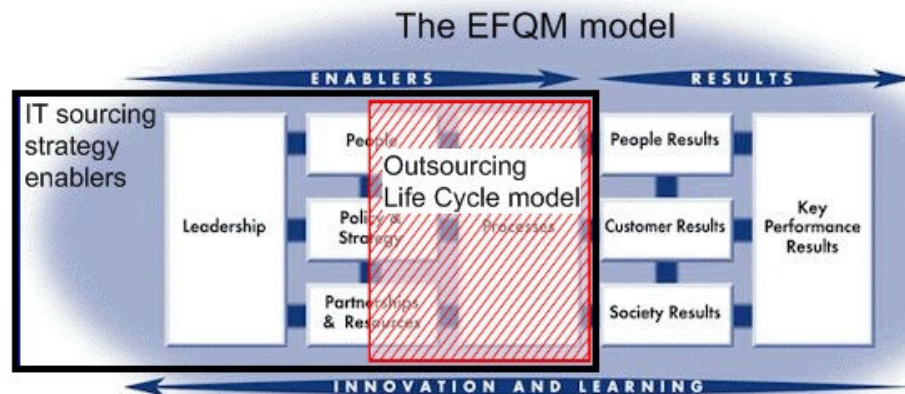 The EFQM model
ENABLERS
RESULTS
IT sourcing
strategy
enablers
Leadership
People
Policy &
Strategy
Partnerships
& Resources
Outsourcing
Life Cycle model
Processes
People Results
Customer Results
Society Results
Key
Performance
Results
INNOVATION AND LEARNING